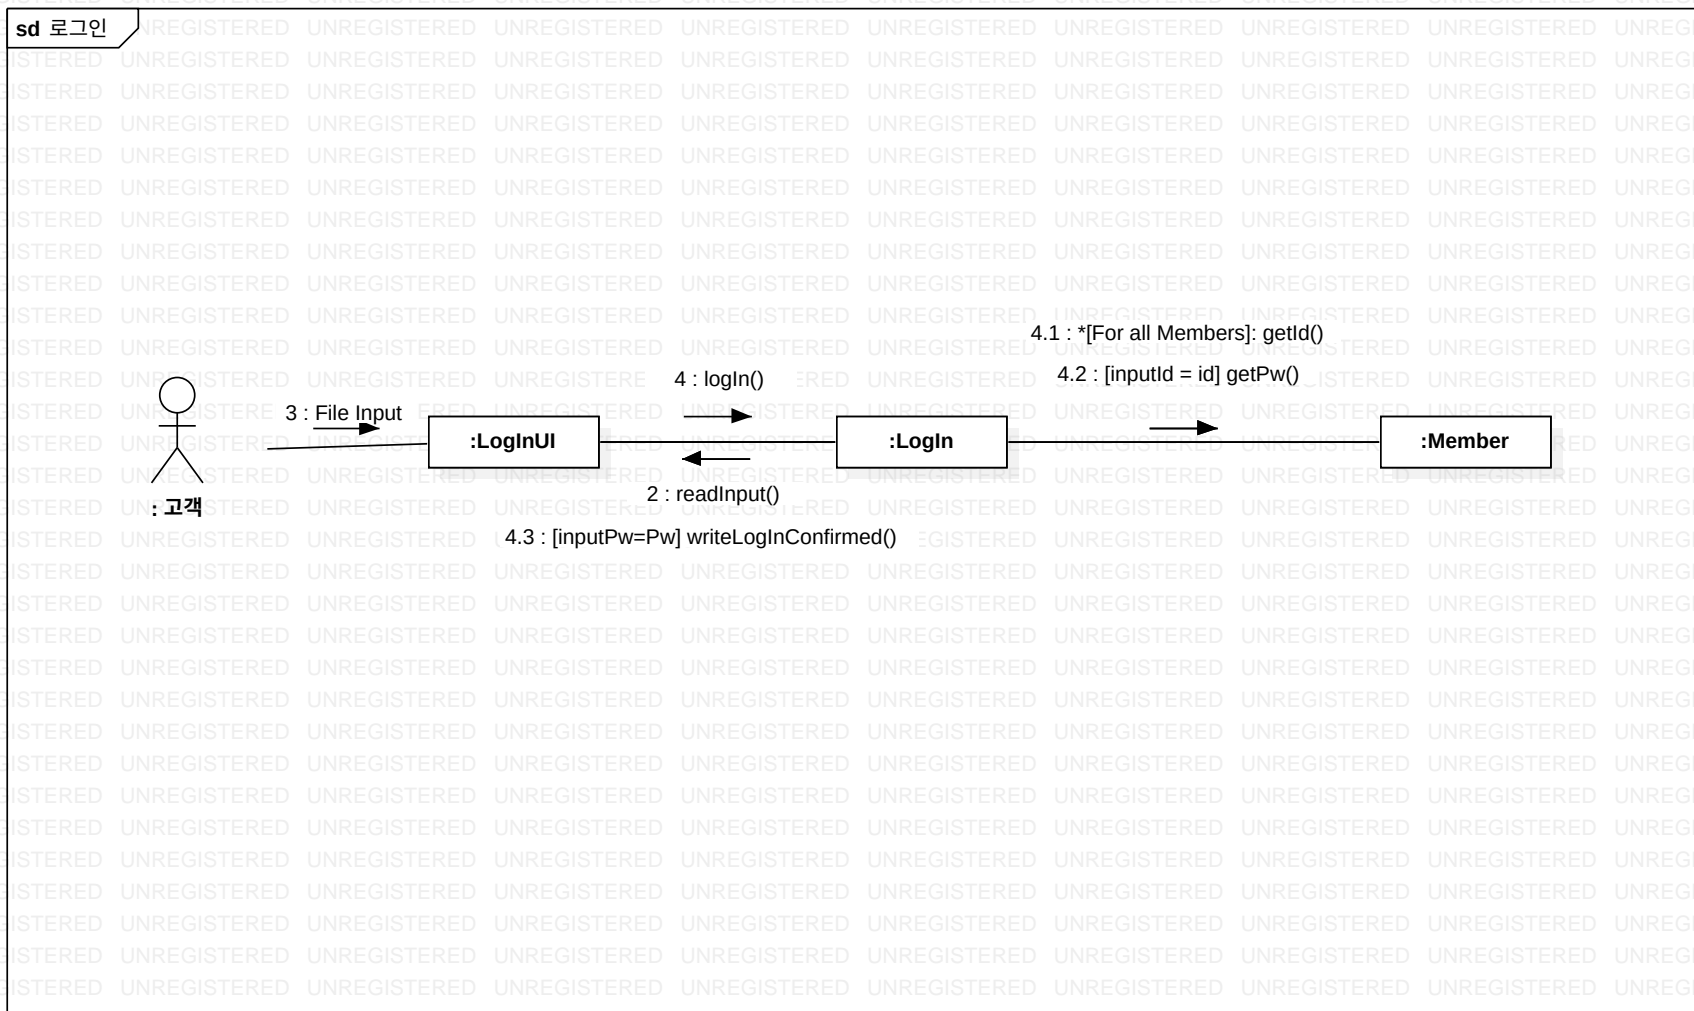 sd 로그인
4.1 : *[For all Members]: getId()
4.2 : [inputId = id] getPw()
4 : logIn()
3 : File Input
:LogInUI
:LogIn
:Member
2 : readInput()
: 고객
4.3 : [inputPw=Pw] writeLogInConfirmed()
UNREGISTERED